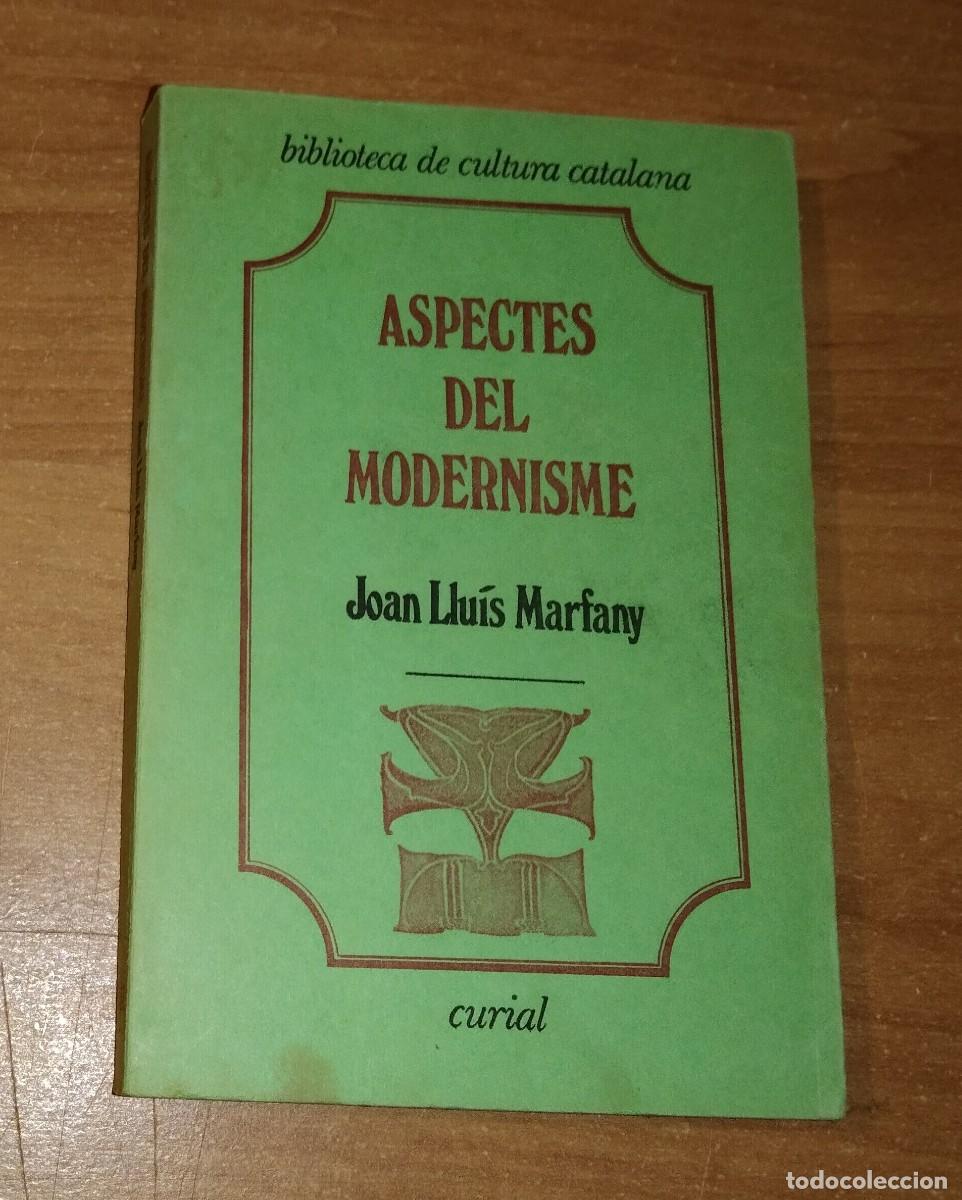 biblioteca de cultura catalana
ASPECTES
DEL
MODERNISME
Joan Lluís Marfany
curial
todocoleccion